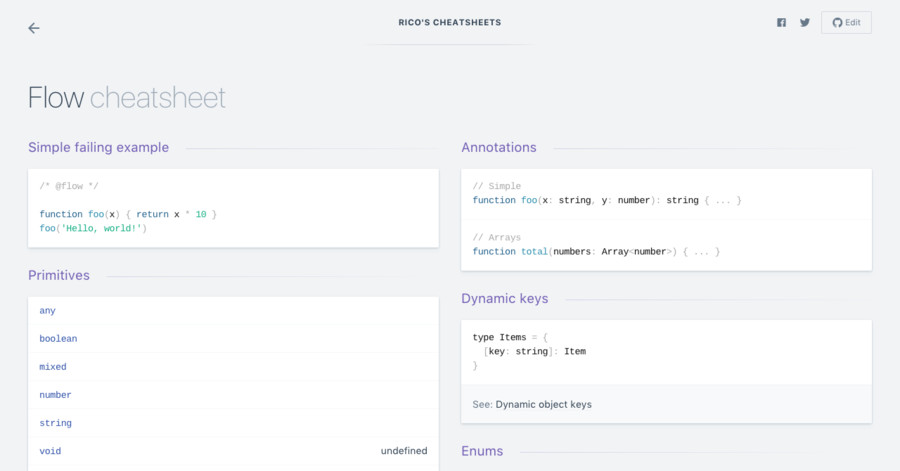 RICO'S CHEATSHEETS
Edit
Flow cheatsheet
Simple failing example
/* @flow */
function foo(x) { return x * 10 }
foo('Hello, world!')
Primitives
any
boolean
mixed
number
string
void undefined
Annotations
// Simple
function foo(x: string, y: number): string { ... }
// Arrays
function total(numbers: Array<number>) { ... }
Dynamic keys
type Items = {
  [key: string]: Item
}
See: Dynamic object keys
Enums